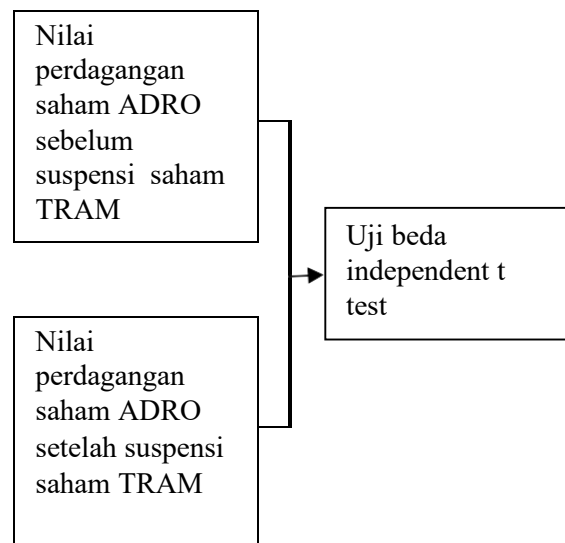 Nilai
perdagangan
saham ADRO
sebelum
suspensi saham
TRAM
Uji beda
independent t
test
Nilai
perdagangan
saham ADRO
setelah suspensi
saham TRAM